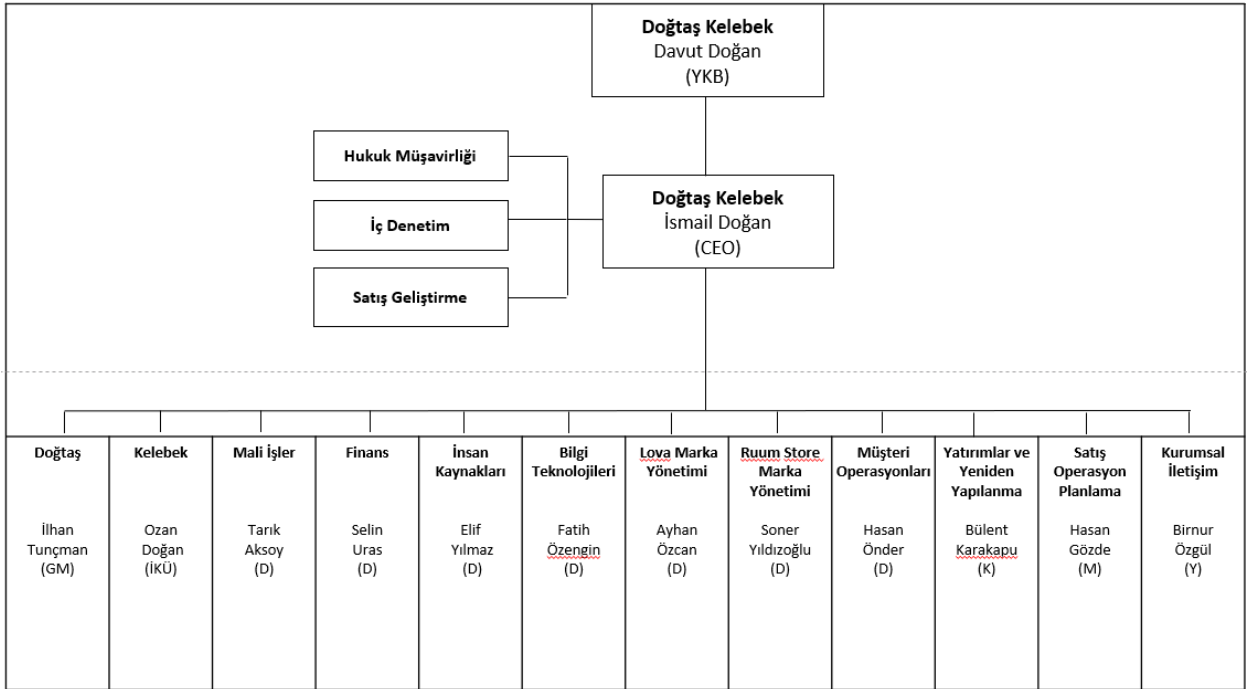 Doğtaş Kelebek
Davut Doğan
(YKB)
Hukuk Müşavirliği
İç Denetim
Satış Geliştirme
Doğtaş Kelebek
İsmail Doğan
(CEO)
Doğtaş
İlhan
Tunçman
(GM)
Kelebek
Ozan
Doğan
(İKÜ)
Mali İşler
Tarık
Aksoy
(D)
Finans
Selin
Uras
(D)
İnsan
Kaynakları
Elif
Yılmaz
(D)
Bilgi
Teknolojileri
Fatih
Özengin
(D)
Lova Marka
Yönetimi
Ayhan
Özcan
(D)
Ruum Store
Marka
Yönetimi
Soner
Yıldızoğlu
(D)
Müşteri
Operasyonları
Hasan
Önder
(D)
Yatırımlar ve
Yeniden
Yapılanma
Bülent
Karakapu
(K)
Satış
Operasyon
Planlama
Hasan
Gözde
(M)
Kurumsal
İletişim
Birnur
Özgül
(Y)